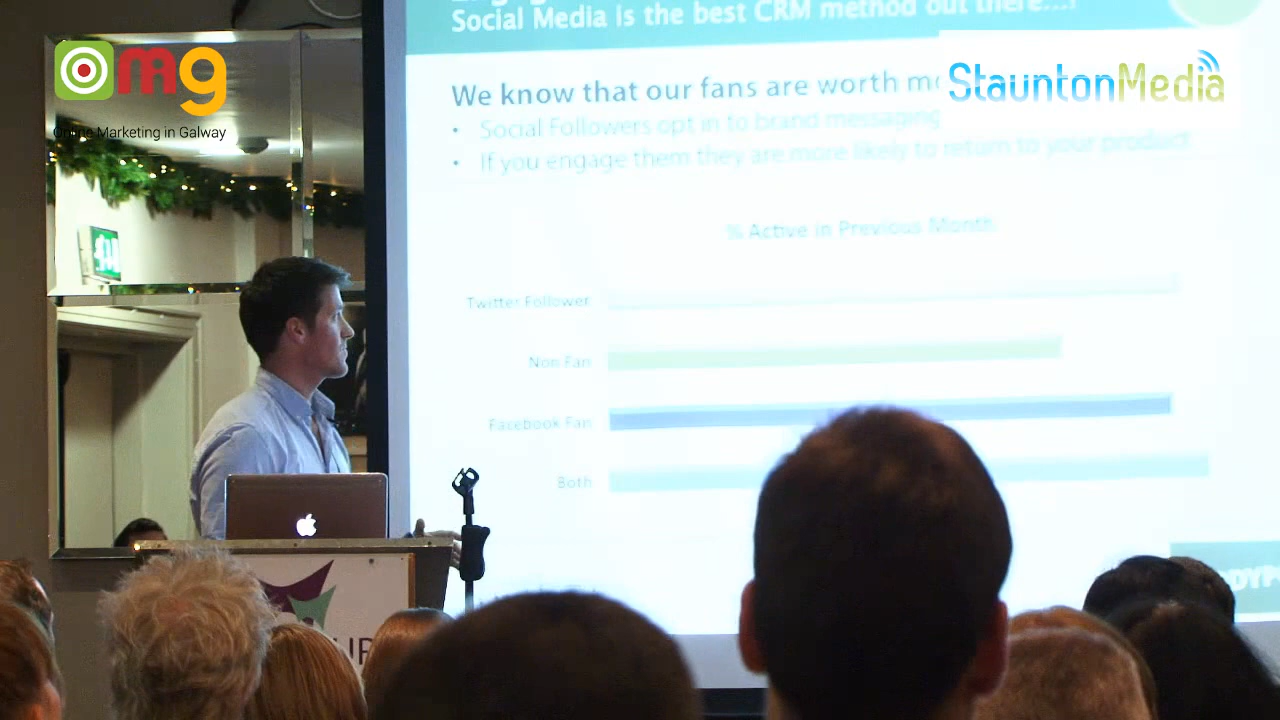 Social Media is the best CRM method out there...!
omg
Online Marketing in Galway
StauntonMedia
We know that our fans are worth
• Social Followers opt in to brand messaging
• If you engage them they are more likely to return to your product
% Active in Previous Month
Twitter Follower
Non Fan
Facebook Fan
Both